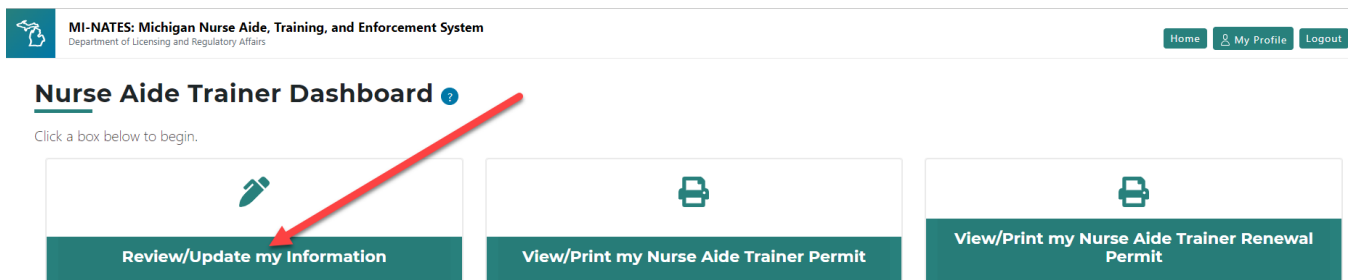 MI-NATES: Michigan Nurse Aide, Training, and Enforcement System
Department of Licensing and Regulatory Affairs
Home
My Profile
Logout
Nurse Aide Trainer Dashboard ?
Click a box below to begin.
Review/Update my Information
View/Print my Nurse Aide Trainer Permit
View/Print my Nurse Aide Trainer Renewal
Permit